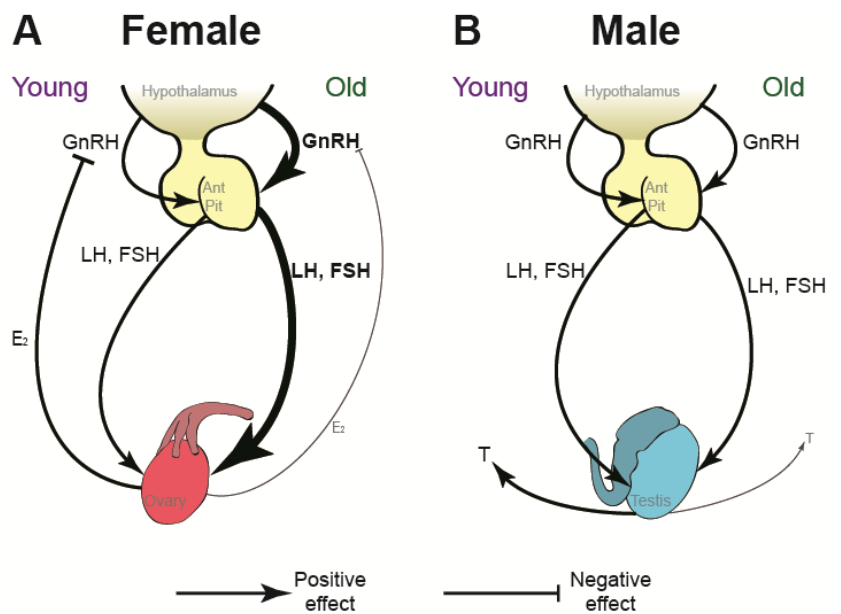 A Female
Young
Old
Hypothalamus
GnRH
GnRH
Ant
Pit
LH, FSH
LH, FSH
E₂
E₂
Ovary
B Male
Young
Old
Hypothalamus
GnRH
GnRH
Ant
Pit
LH, FSH
LH, FSH
T
T
Testis
Positive
effect
Negative
effect